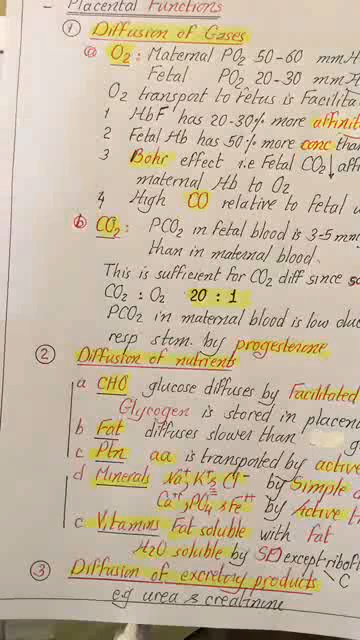 - Placental Functions
① Diffusion of Gases
ⓐ O2 : Maternal PO2 50-60 mmH
Fetal PO2 20-30 mmH
O2 transport to Fetus is Facilita
1 HbF has 20-30% more affinit
2 Fetal Hb has 50% more conc than
3 Bohr effect i.e Fetal CO2↓ affi
maternal Hb to O2
4 High CO relative to Fetal w
ⓑ CO2 : PCO2 in Fetal blood is 3-5 mm
than in maternal blood.
This is sufficient for CO2 diff since so
CO2 : O2 20 : 1
PCO2 in maternal blood is low due
resp stim. by progesterone
② Diffusion of nutrients
a CHO glucose diffuses by Facilitated
Glycogen is stored in placen
b Fat diffuses slower than g
c Ptn aa is transported by active
d Minerals Na+, K+, Cl- by Simple
Ca++, PO4, Fe++ by Active
c Vitamins Fat soluble with fat
H2O soluble by SD except ribofl
C
③ Diffusion of excretory products
e.g urea & creatinine